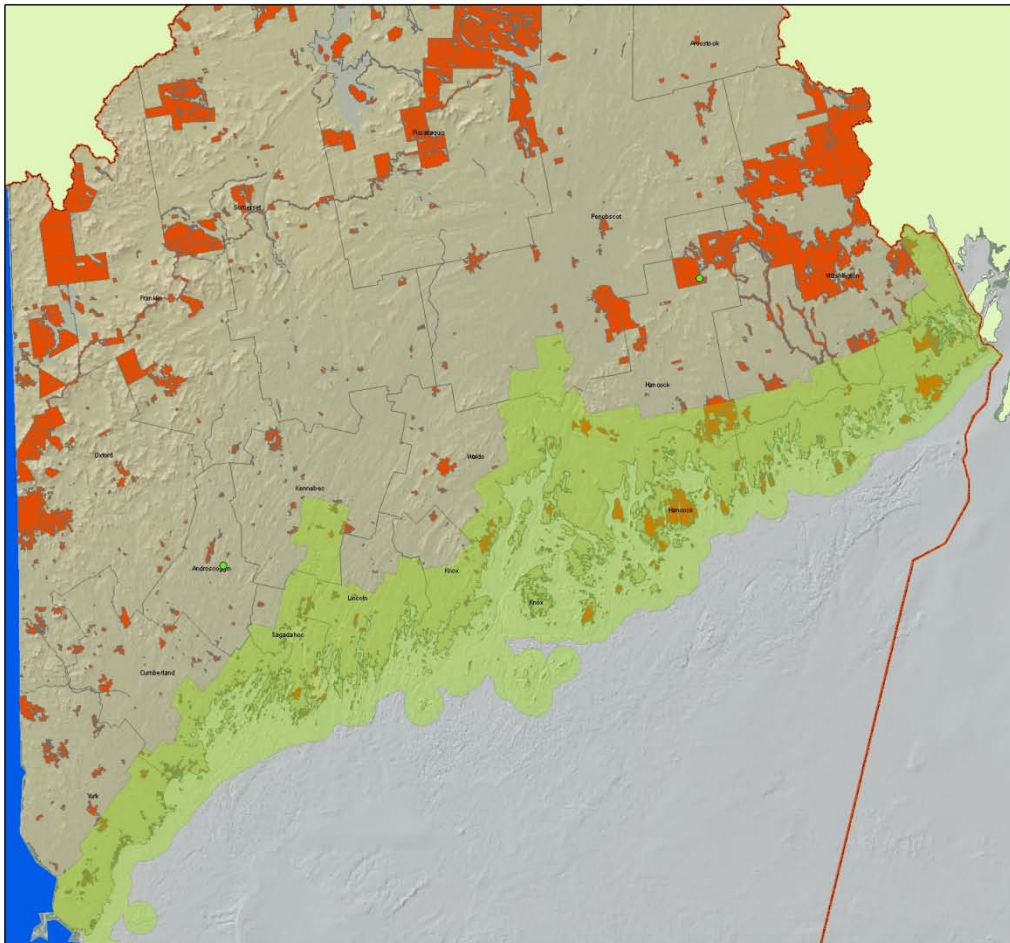 Aroostook
Piscataquis
Somerset
Penobscot
Washington
Franklin
Hancock
Oxford
Waldo
Kennebec
Hancock
Androscoggin
Knox
Lincoln
Knox
Sagadahoc
Cumberland
York